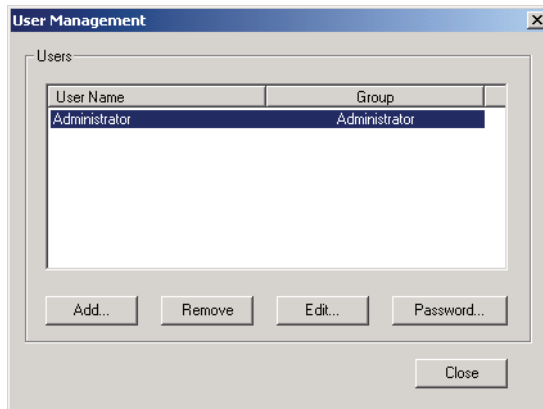 User Management
Users
User Name Group
Administrator Administrator
Add... Remove Edit... Password...
Close